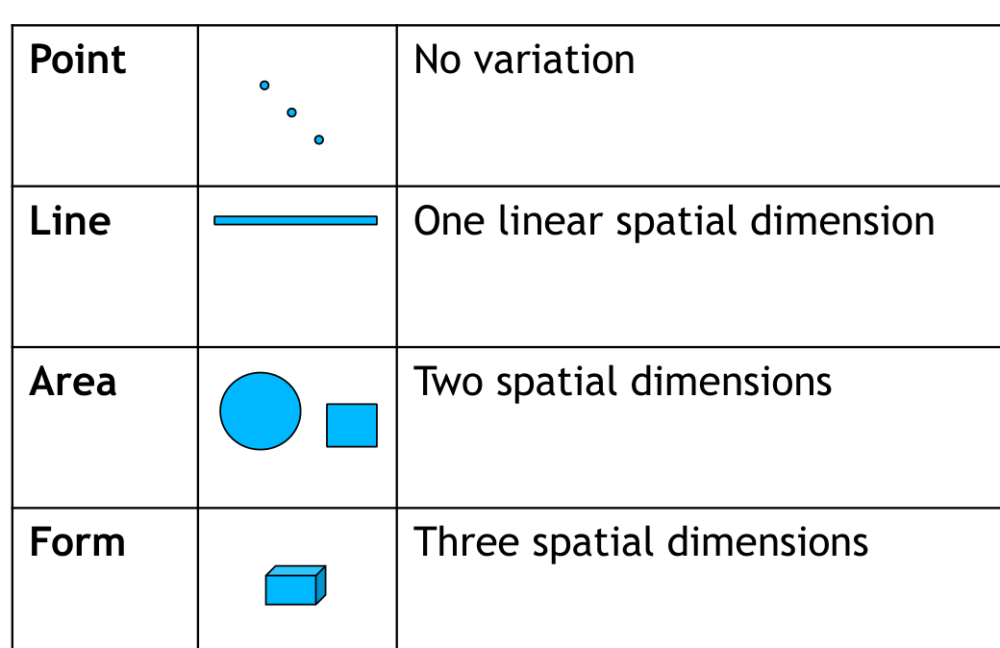 Point
No variation
Line
One linear spatial dimension
Area
Two spatial dimensions
Form
Three spatial dimensions